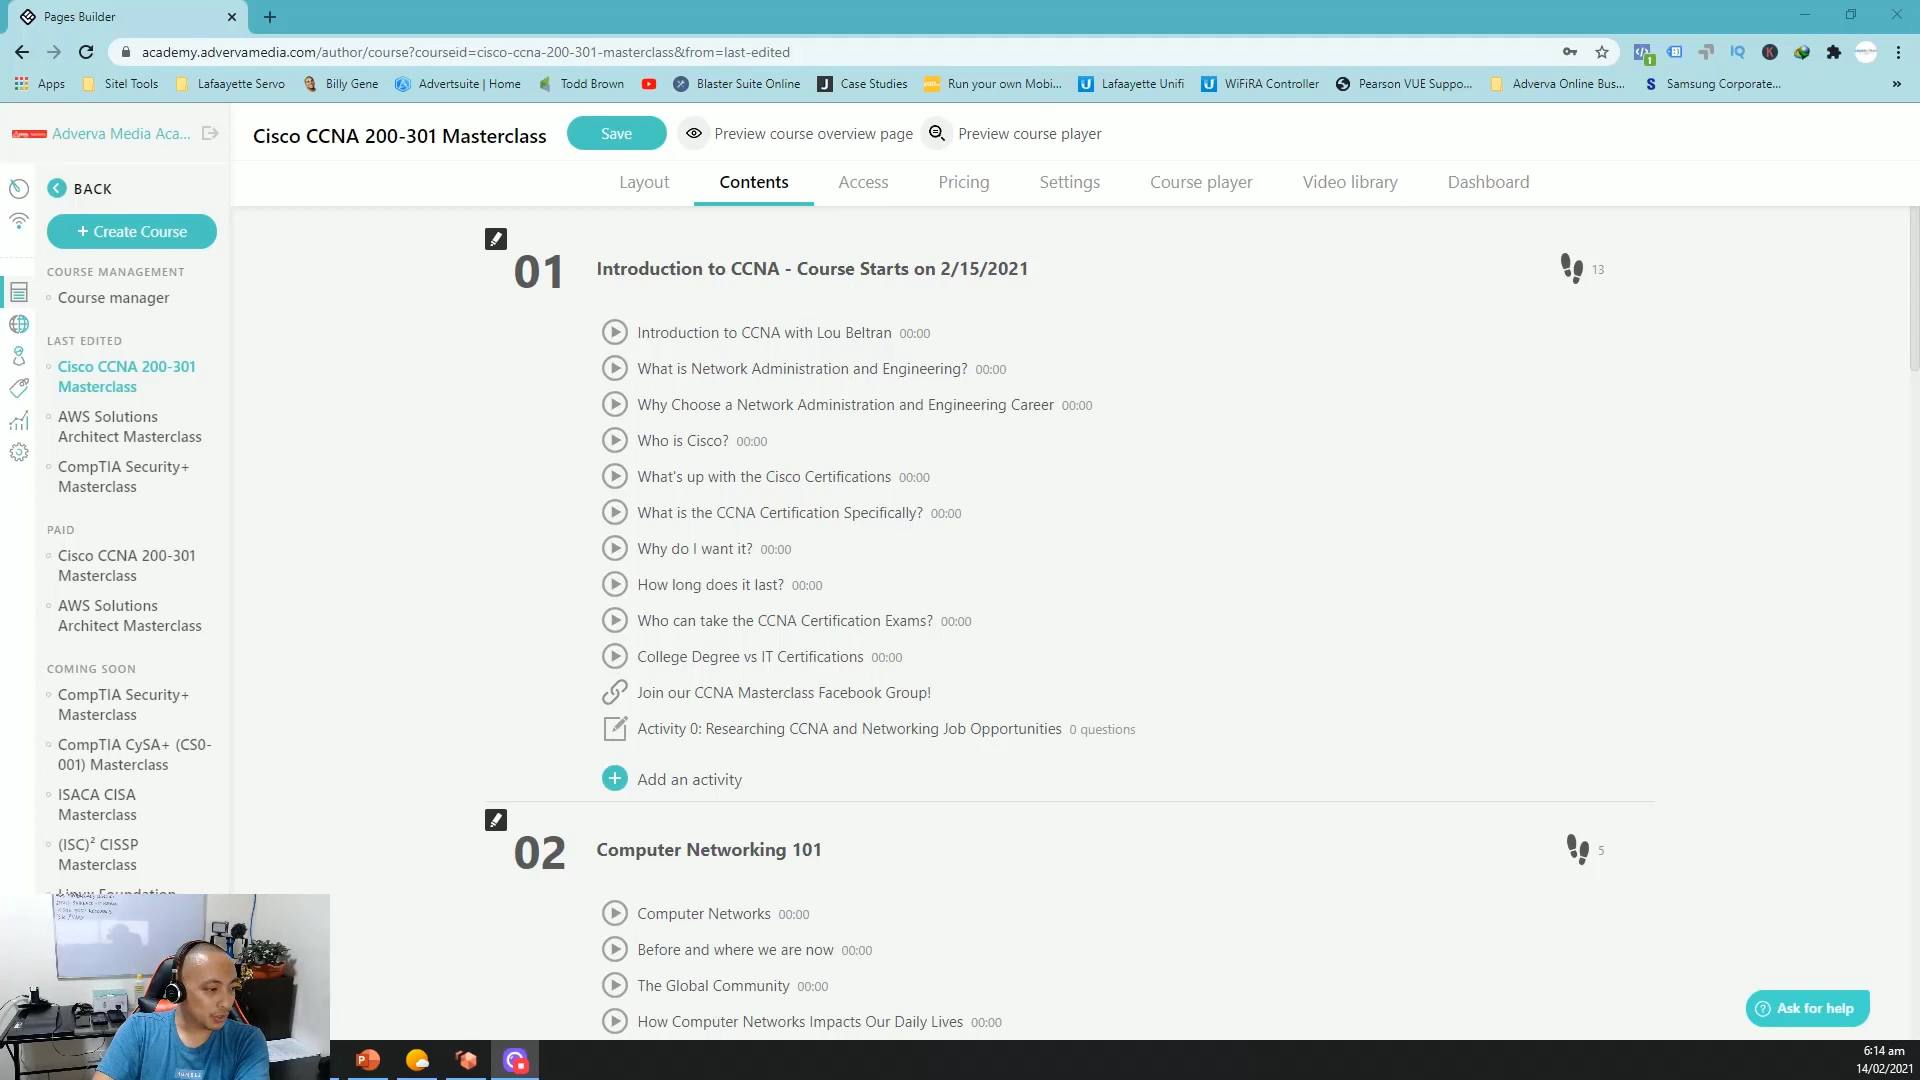 Pages Builder
academy.advervamedia.com/author/course?courseid=cisco-ccna-200-301-masterclass&from=last-edited
Apps
Sitel Tools
Lafaayette Servo
Billy Gene
Advertsuite | Home
Todd Brown
Blaster Suite Online
Case Studies
Run your own Mobi...
Lafaayette Unifi
WiFiRA Controller
Pearson VUE Suppo...
Adverva Online Bus...
Samsung Corporate...
Adverva Media Aca...
Cisco CCNA 200-301 Masterclass
Save
Preview course overview page
Preview course player
Layout
Contents
Access
Pricing
Settings
Course player
Video library
Dashboard
BACK
+ Create Course
COURSE MANAGEMENT
Course manager
LAST EDITED
Cisco CCNA 200-301
Masterclass
AWS Solutions
Architect Masterclass
CompTIA Security+
Masterclass
PAID
Cisco CCNA 200-301
Masterclass
AWS Solutions
Architect Masterclass
COMING SOON
CompTIA Security+
Masterclass
CompTIA CySA+ (CS0-
001) Masterclass
ISACA CISA
Masterclass
(ISC)² CISSP
Masterclass
Linux Foundation
01
Introduction to CCNA - Course Starts on 2/15/2021
13
Introduction to CCNA with Lou Beltran 00:00
What is Network Administration and Engineering? 00:00
Why Choose a Network Administration and Engineering Career 00:00
Who is Cisco? 00:00
What's up with the Cisco Certifications 00:00
What is the CCNA Certification Specifically? 00:00
Why do I want it? 00:00
How long does it last? 00:00
Who can take the CCNA Certification Exams? 00:00
College Degree vs IT Certifications 00:00
Join our CCNA Masterclass Facebook Group!
Activity 0: Researching CCNA and Networking Job Opportunities 0 questions
Add an activity
02
Computer Networking 101
5
Computer Networks 00:00
Before and where we are now 00:00
The Global Community 00:00
How Computer Networks Impacts Our Daily Lives 00:00
Ask for help
6:14 am
14/02/2021